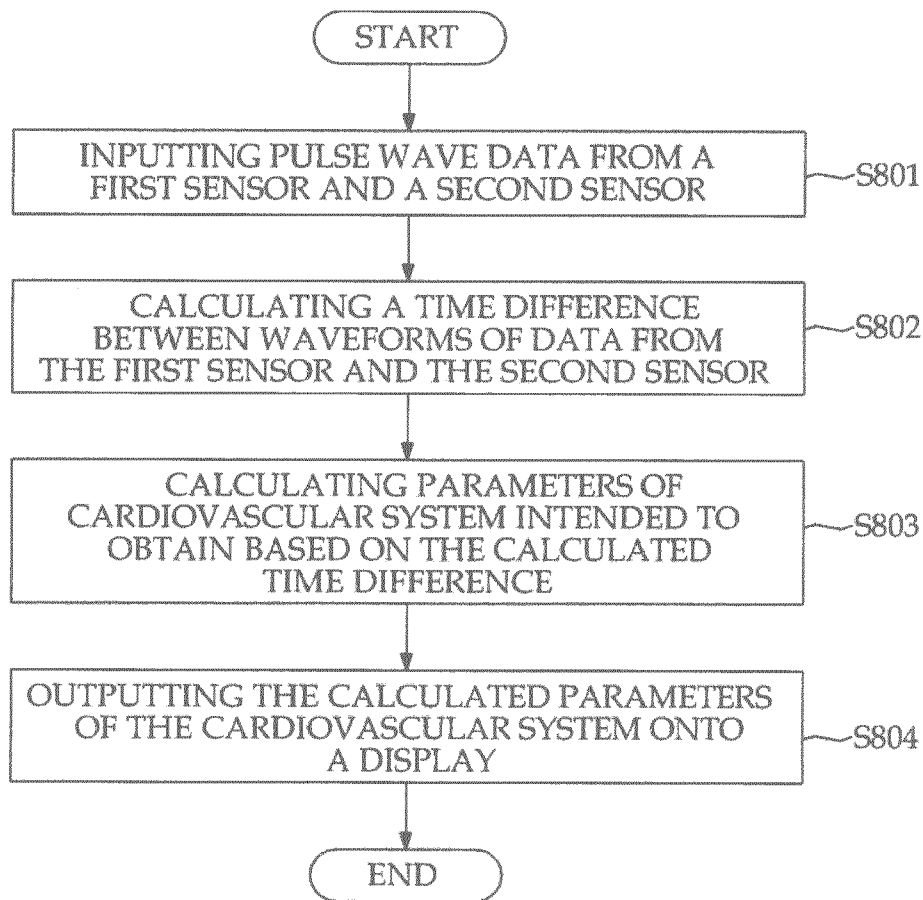 START
INPUTTING PULSE WAVE DATA FROM A
FIRST SENSOR AND A SECOND SENSOR
S801
CALCULATING A TIME DIFFERENCE
BETWEEN WAVEFORMS OF DATA FROM
THE FIRST SENSOR AND THE SECOND SENSOR
S802
CALCULATING PARAMETERS OF
CARDIOVASCULAR SYSTEM INTENDED TO
OBTAIN BASED ON THE CALCULATED
TIME DIFFERENCE
S803
OUTPUTTING THE CALCULATED PARAMETERS
OF THE CARDIOVASCULAR SYSTEM ONTO
A DISPLAY
S804
END